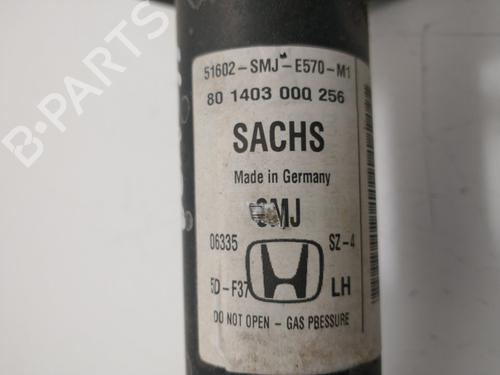 51602-SMJ-E570-M1
80 1403 000 256
SACHS
Made in Germany
SMJ
06335 SZ-4
5D-F37 LH
DO NOT OPEN - GAS PBESSURE